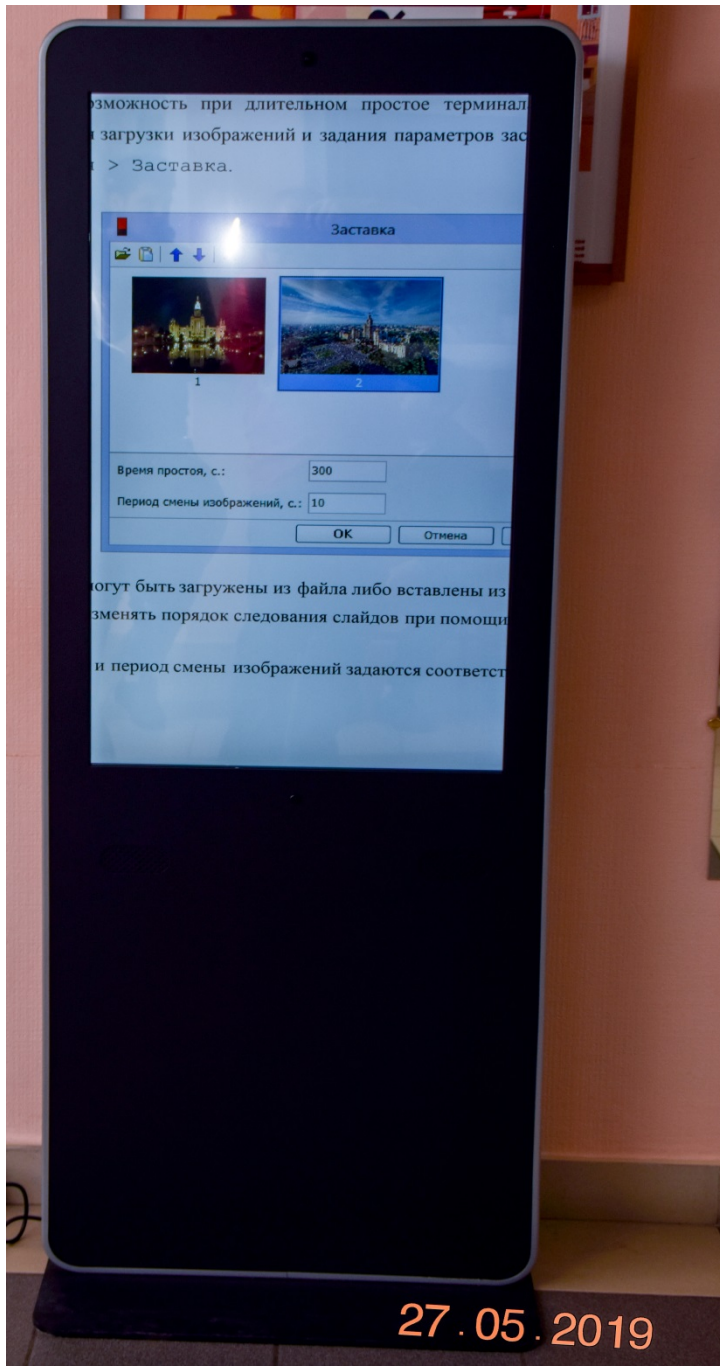 озможность при длительном простое терминал
загрузки изображений и задания параметров зас
> Заставка.
Заставка
1
2
Время простоя, с.: 300
Период смены изображений, с.: 10
ОК Отмена
огут быть загружены из файла либо вставлены из
зменять порядок следования слайдов при помощи
и период смены изображений задаются соответст
27.05.2019